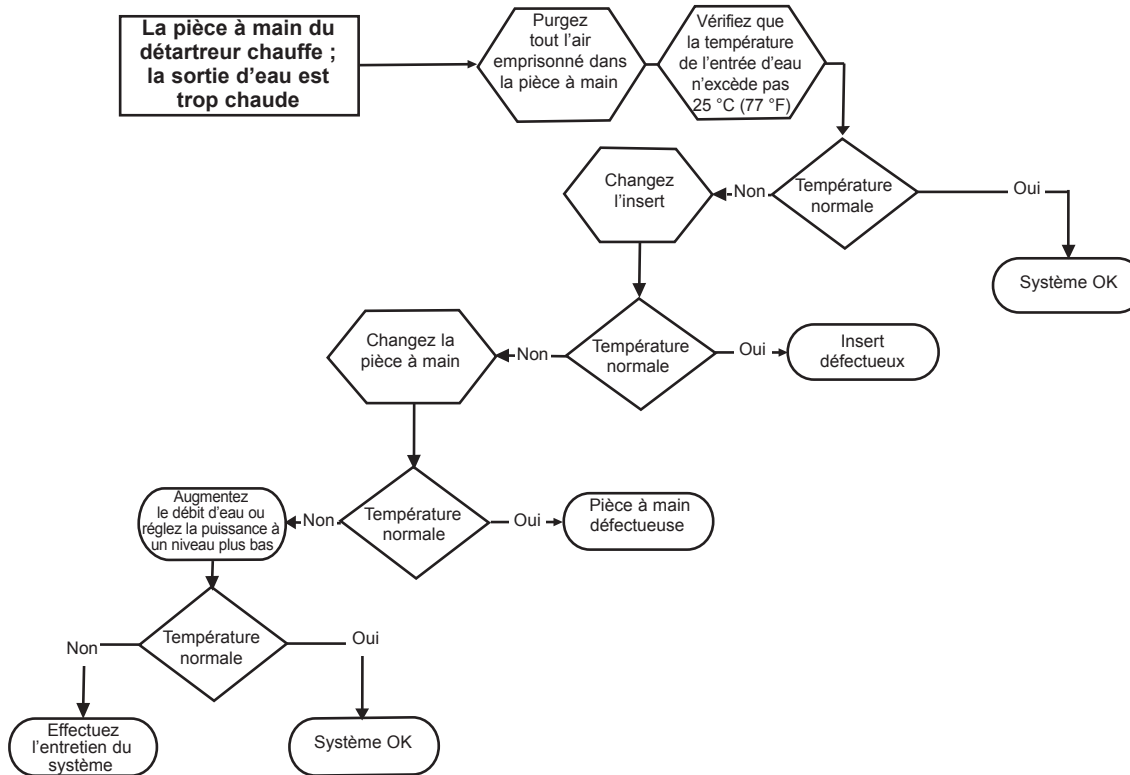 La pièce à main du
détartreur chauffe ;
la sortie d'eau est
trop chaude
Purgez
tout l'air
emprisonné dans
la pièce à main
Vérifiez que
la température
de l'entrée d'eau
n'excède pas
25 °C (77 °F)
Température
normale
Non
Oui
Changez
l'insert
Système OK
Température
normale
Non
Oui
Changez la
pièce à main
Insert
défectueux
Température
normale
Non
Oui
Augmentez
le débit d'eau ou
réglez la puissance à
un niveau plus bas
Pièce à main
défectueuse
Température
normale
Non
Oui
Effectuez
l'entretien du
système
Système OK